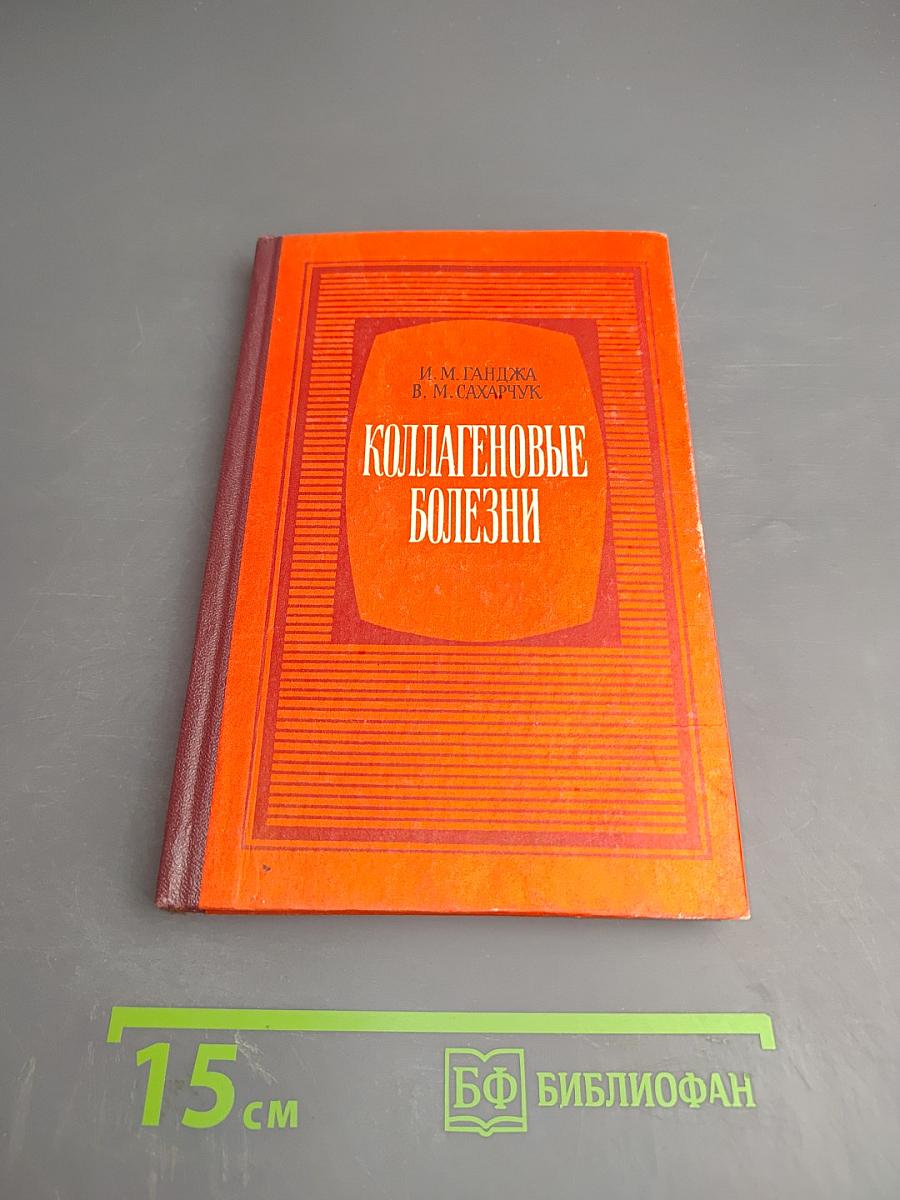 И. М. ГАНДЖА
В. М. САХАРЧУК
КОЛЛАГЕНОВЫЕ
БОЛЕЗНИ
15 см
БФ БИБЛИОФАН